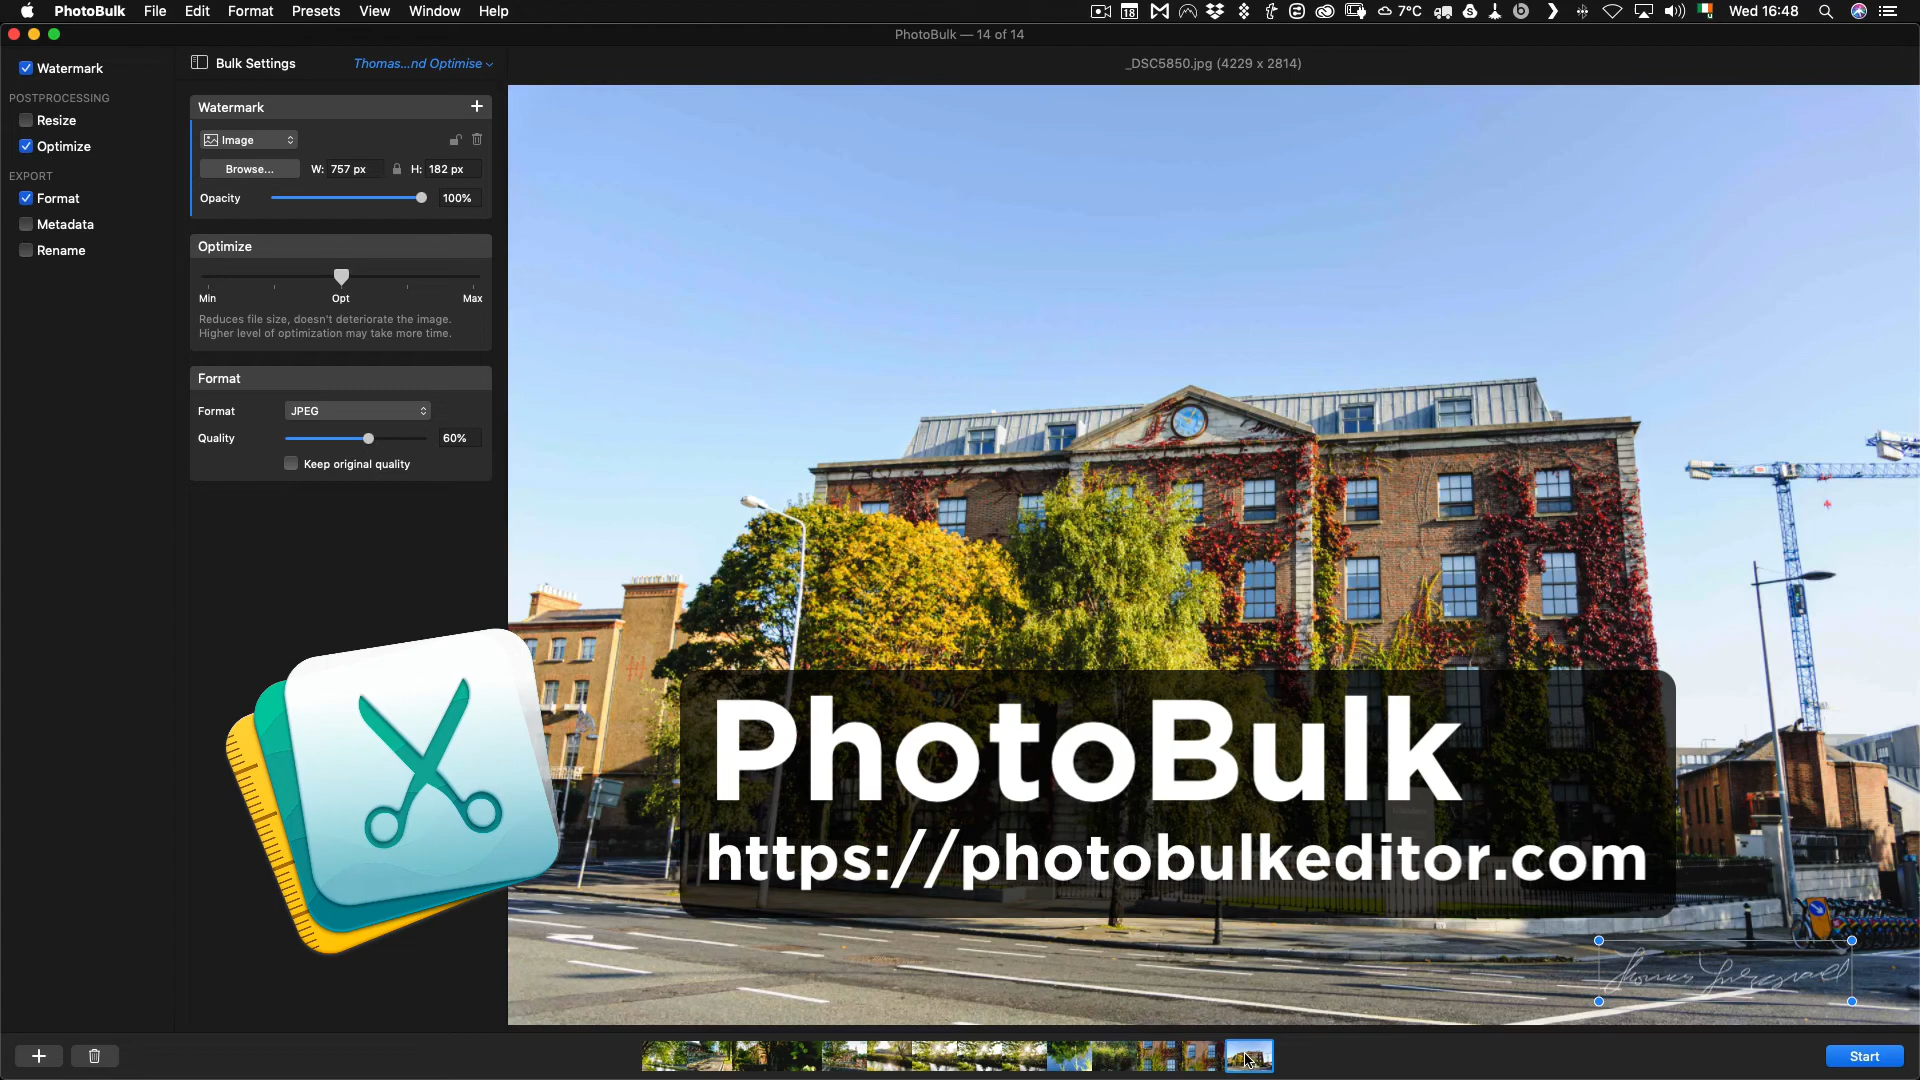 PhotoBulk File Edit Format Presets View Window Help
18 7°C Wed 16:48
PhotoBulk — 14 of 14
Watermark
POSTPROCESSING
Resize
Optimize
EXPORT
Format
Metadata
Rename
Bulk Settings Thomas...nd Optimise
_DSC5850.jpg (4229 x 2814)
Watermark
Image
Browse... W: 757 px H: 182 px
Opacity 100%
Optimize
Min Opt Max
Reduces file size, doesn't deteriorate the image.
Higher level of optimization may take more time.
Format
Format JPEG
Quality 60%
Keep original quality
PhotoBulk
https://photobulkeditor.com
Start